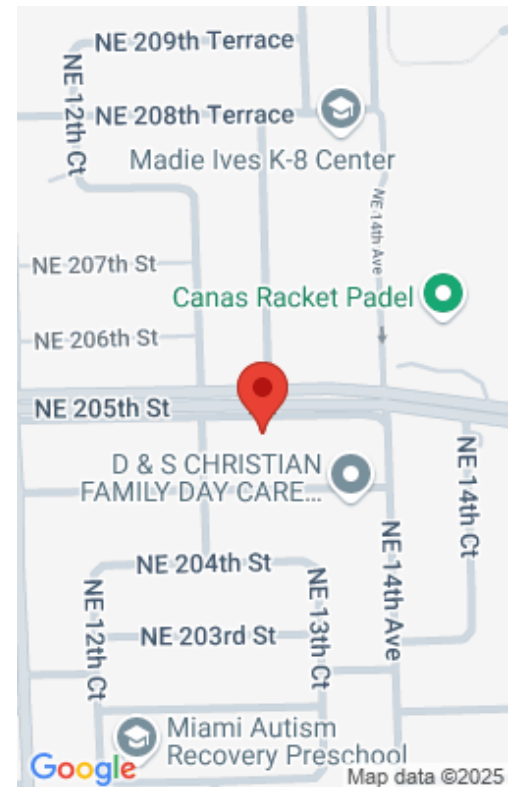 NE 209th Terrace
NE 12th Ct
NE 208th Terrace
Madie Ives K-8 Center
NE 14th Ave
NE 207th St
Canas Racket Padel
NE 206th St
NE 205th St
D & S CHRISTIAN
FAMILY DAY CARE...
NE 14th Ct
NE 204th St
NE 14th Ave
NE 12th Ct
NE 13th Ct
NE 203rd St
Miami Autism
Recovery Preschool
Google
Map data ©2025